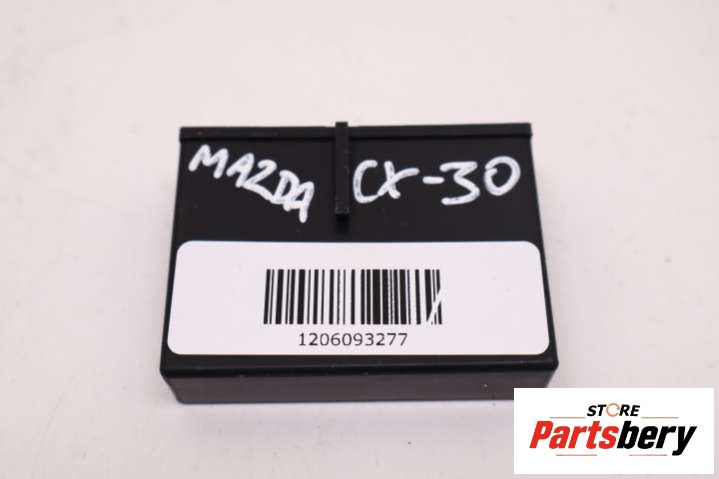 MAZDA CX-30
1206093277
STORE
Partsbery